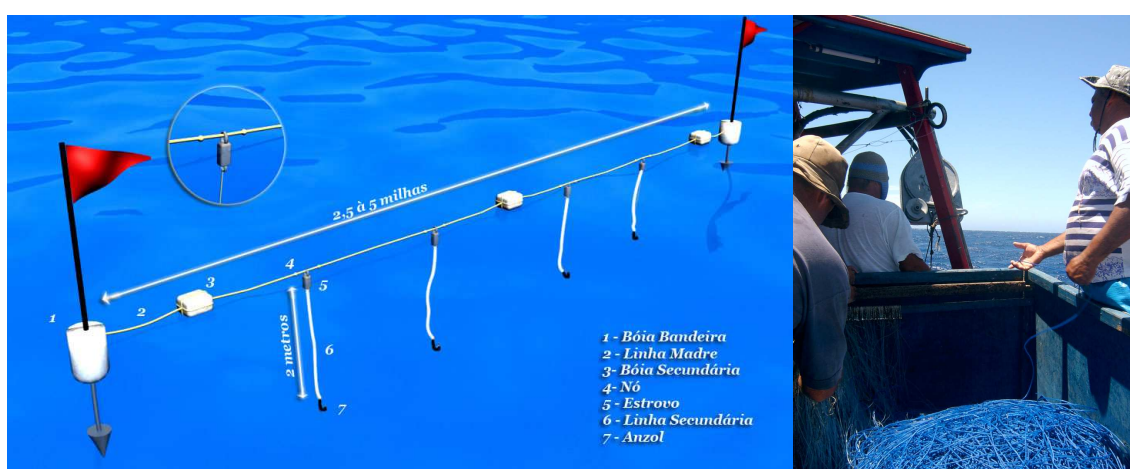 2,5 à 5 milhas
4
3
5
2
1
2 metros
6
7
1 - Bóia Bandeira
2 - Linha Madre
3- Bóia Secundária
4- Nó
5 - Estrovo
6 - Linha Secundária
7 - Anzol